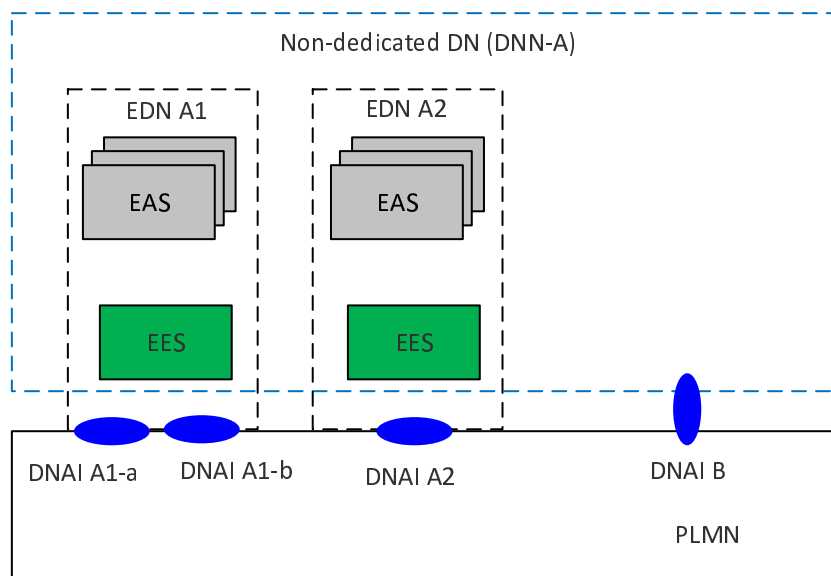 Non-dedicated DN (DNN-A)
EDN A1
EDN A2
EAS
EAS
EES
EES
DNAI A1-a
DNAI A1-b
DNAI A2
DNAI B
PLMN